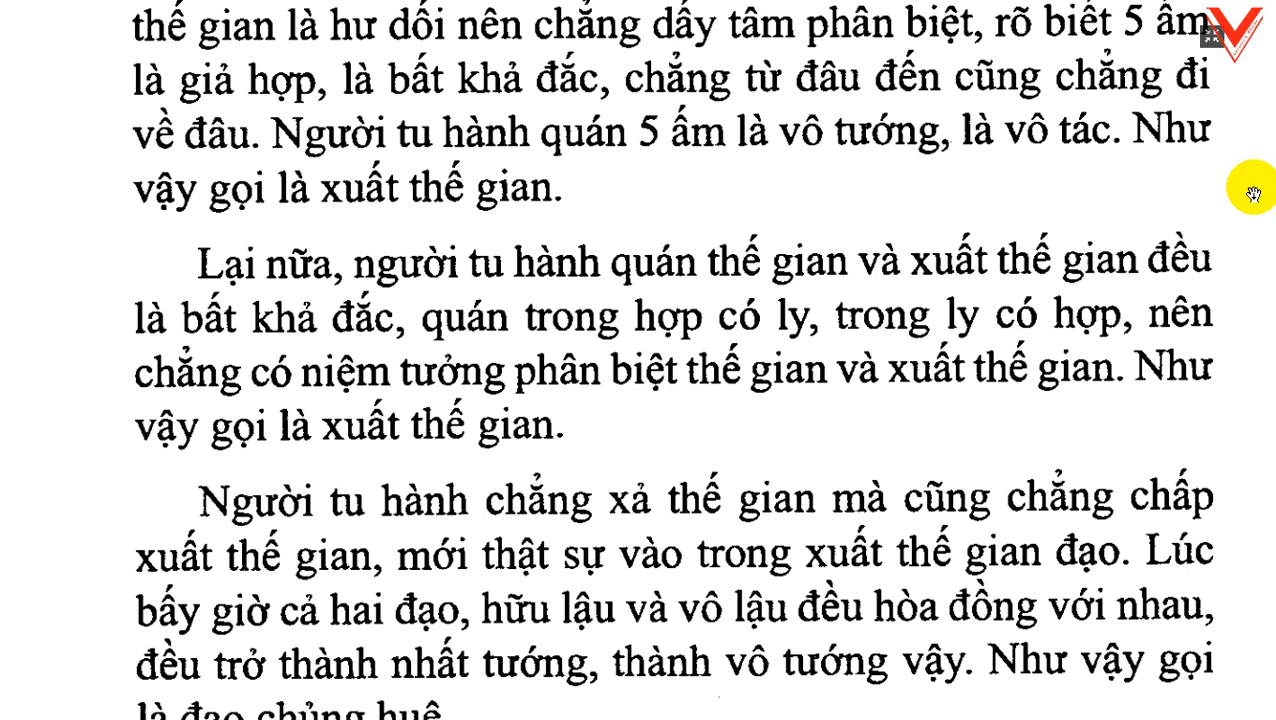 thế gian là hư dối nên chẳng dấy tâm phân biệt, rõ biết 5 ấm
là giả hợp, là bất khả đắc, chẳng từ đâu đến cũng chẳng đi
về đâu. Người tu hành quán 5 ấm là vô tướng, là vô tác. Như
vậy gọi là xuất thế gian.
Lại nữa, người tu hành quán thế gian và xuất thế gian đều
là bất khả đắc, quán trong hợp có ly, trong ly có hợp, nên
chẳng có niệm tưởng phân biệt thế gian và xuất thế gian. Như
vậy gọi là xuất thế gian.
Người tu hành chẳng xả thế gian mà cũng chẳng chấp
xuất thế gian, mới thật sự vào trong xuất thế gian đạo. Lúc
bấy giờ cả hai đạo, hữu lậu và vô lậu đều hòa đồng với nhau,
đều trở thành nhất tướng, thành vô tướng vậy. Như vậy gọi
là đạo chủng huệ